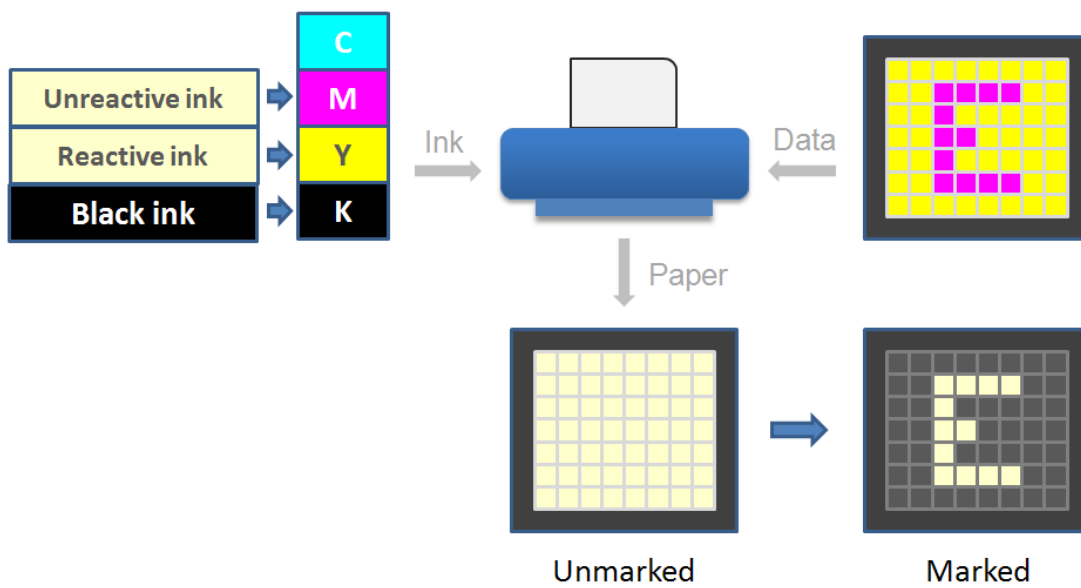 C
Unreactive ink
M
Reactive ink
Y
Black ink
K
Ink
Data
Paper
Unmarked
Marked